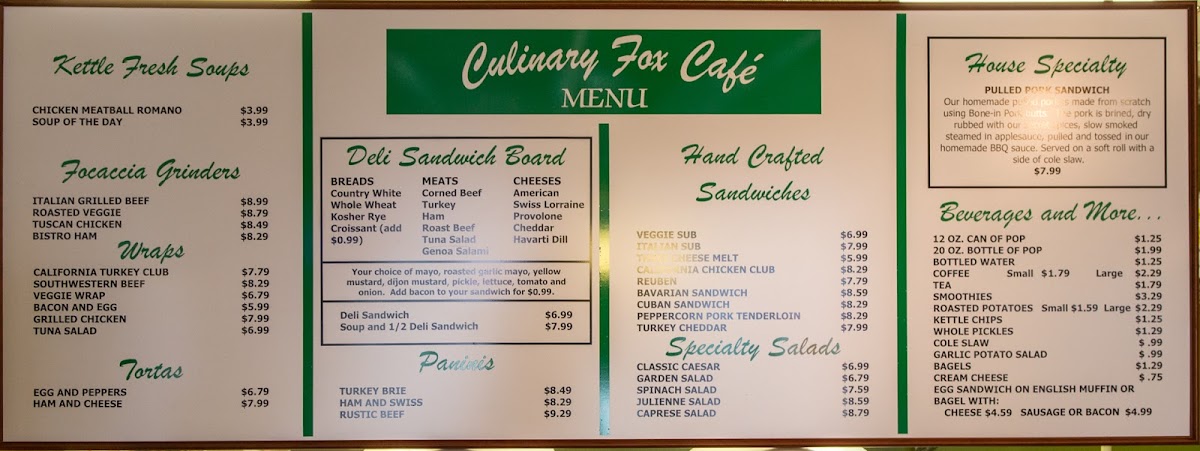 Kettle Fresh Soups
CHICKEN MEATBALL ROMANO $3.99
SOUP OF THE DAY $3.99
Focaccia Grinders
ITALIAN GRILLED BEEF $8.99
ROASTED VEGGIE $8.79
TUSCAN CHICKEN $8.49
BISTRO HAM $8.29
Wraps
CALIFORNIA TURKEY CLUB $7.79
SOUTHWESTERN BEEF $8.29
VEGGIE WRAP $6.79
BACON AND EGG $5.99
GRILLED CHICKEN $7.99
TUNA SALAD $6.99
Tortas
EGG AND PEPPERS $6.79
HAM AND CHEESE $7.99
Culinary Fox Café
MENU
Deli Sandwich Board
BREADS
Country White
Whole Wheat
Kosher Rye
Croissant (add
$0.99)
MEATS
Corned Beef
Turkey
Ham
Roast Beef
Tuna Salad
Genoa Salami
CHEESES
American
Swiss Lorraine
Provolone
Cheddar
Havarti Dill
Your choice of mayo, roasted garlic mayo, yellow
mustard, dijon mustard, pickle, lettuce, tomato and
onion. Add bacon to your sandwich for $0.99.
Deli Sandwich $6.99
Soup and 1/2 Deli Sandwich $7.99
Paninis
TURKEY BRIE $8.49
HAM AND SWISS $8.29
RUSTIC BEEF $9.29
Hand Crafted
Sandwiches
VEGGIE SUB $6.99
ITALIAN SUB $7.99
CHEESE MELT $5.99
CALIFORNIA CHICKEN CLUB $8.29
REUBEN $7.79
BAVARIAN SANDWICH $8.59
CUBAN SANDWICH $8.29
PEPPERCORN PORK TENDERLOIN $8.29
TURKEY CHEDDAR $7.99
Specialty Salads
CLASSIC CAESAR $6.99
GARDEN SALAD $6.79
SPINACH SALAD $7.59
JULIENNE SALAD $8.59
CAPRESE SALAD $8.79
House Specialty
PULLED PORK SANDWICH
Our homemade pulled pork is made from scratch
using Bone-in Pork butts. The pork is brined, dry
rubbed with our spices, slow smoked
steamed in applesauce, pulled and tossed in our
homemade BBQ sauce. Served on a soft roll with a
side of cole slaw.
$7.99
Beverages and More...
12 OZ. CAN OF POP $1.25
20 OZ. BOTTLE OF POP $1.99
BOTTLED WATER $1.25
COFFEE Small $1.79 Large $2.29
TEA $1.79
SMOOTHIES $3.29
ROASTED POTATOES Small $1.59 Large $2.29
KETTLE CHIPS $1.25
WHOLE PICKLES $1.29
COLE SLAW $ .99
GARLIC POTATO SALAD $ .99
BAGELS $1.29
CREAM CHEESE $ .75
EGG SANDWICH ON ENGLISH MUFFIN OR
BAGEL WITH:
CHEESE $4.59 SAUSAGE OR BACON $4.99